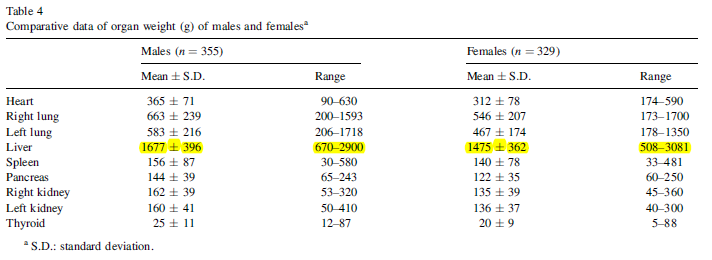 Table 4
Comparative data of organ weight (g) of males and femalesᵃ
Males (n = 355) Females (n = 329)
Mean ± S.D. Range Mean ± S.D. Range
Heart 365 ± 71 90–630 312 ± 78 174–590
Right lung 663 ± 239 200–1593 546 ± 207 173–1700
Left lung 583 ± 216 206–1718 467 ± 174 178–1350
Liver 1677 ± 396 670–2900 1475 ± 362 508–3081
Spleen 156 ± 87 30–580 140 ± 78 33–481
Pancreas 144 ± 39 65–243 122 ± 35 60–250
Right kidney 162 ± 39 53–320 135 ± 39 45–360
Left kidney 160 ± 41 50–410 136 ± 37 40–300
Thyroid 25 ± 11 12–87 20 ± 9 5–88
ᵃ S.D.: standard deviation.